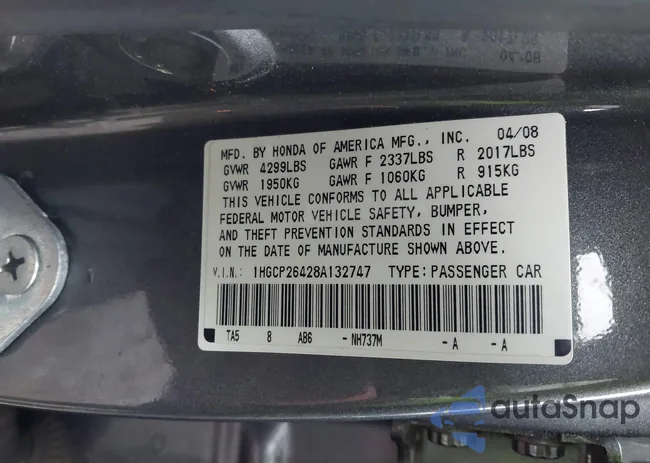 MFD. BY HONDA OF AMERICA MFG., INC. 04/08
GVWR 4299LBS GAWR F 2337LBS R 2017LBS
GVWR 1950KG GAWR F 1060KG R 915KG
THIS VEHICLE CONFORMS TO ALL APPLICABLE
FEDERAL MOTOR VEHICLE SAFETY, BUMPER,
AND THEFT PREVENTION STANDARDS IN EFFECT
ON THE DATE OF MANUFACTURE SHOWN ABOVE.
V.I.N.: 1HGCP26428A132747 TYPE: PASSENGER CAR
TA5 8 AB6 - NH737M - A - A
autoSnap